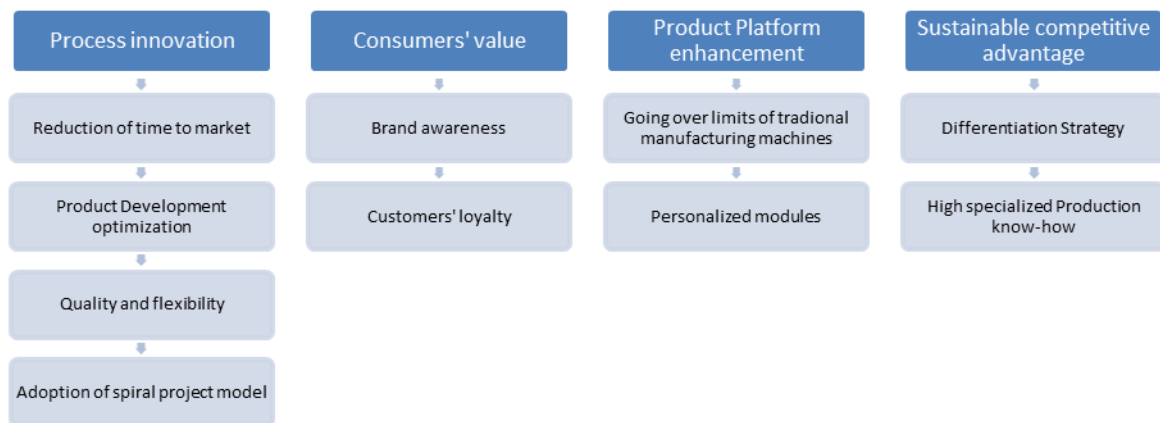 Process innovation
Reduction of time to market
Product Development
optimization
Quality and flexibility
Adoption of spiral project model
Consumers' value
Brand awareness
Customers' loyalty
Product Platform
enhancement
Going over limits of tradional
manufacturing machines
Personalized modules
Sustainable competitive
advantage
Differentiation Strategy
High specialized Production
know-how